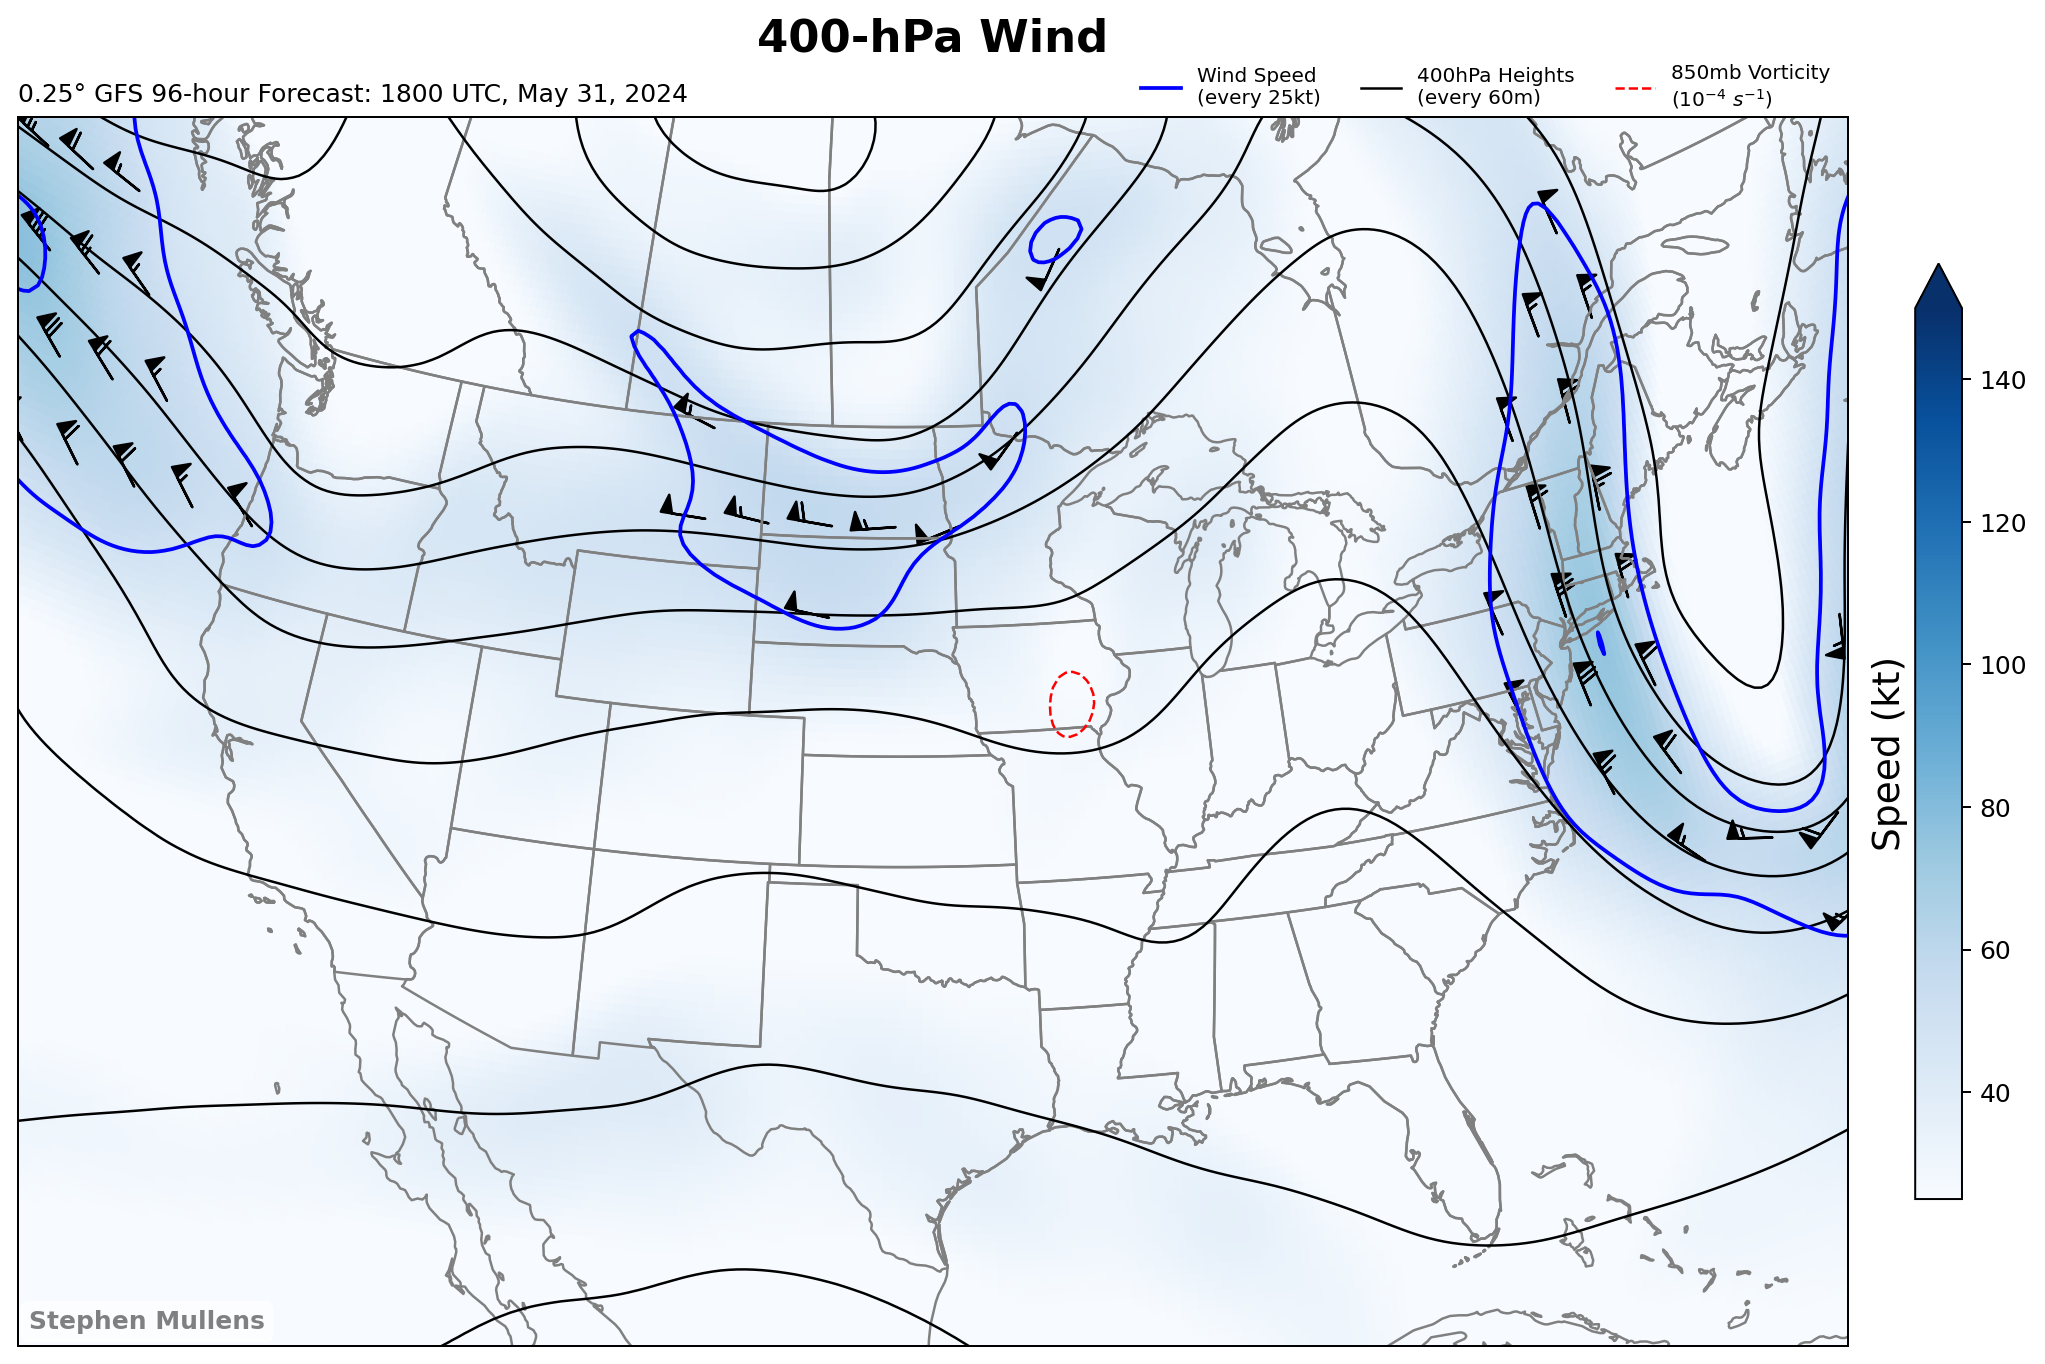 400-hPa Wind
0.25° GFS 96-hour Forecast: 1800 UTC, May 31, 2024
Wind Speed
(every 25kt)
400hPa Heights
(every 60m)
850mb Vorticity
(10⁻⁴ s⁻¹)
140
120
100
80
60
40
Speed (kt)
Stephen Mullens